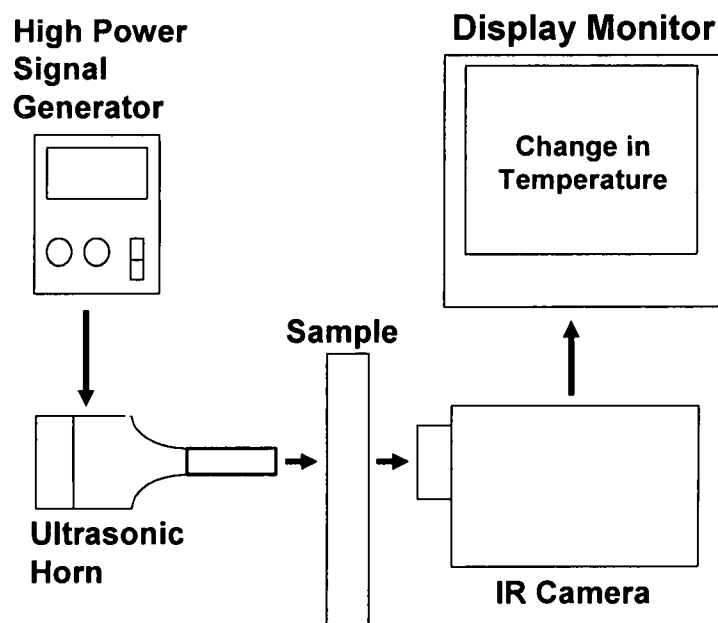 High Power
Signal
Generator
Display Monitor
Change in
Temperature
Sample
Ultrasonic
Horn
IR Camera